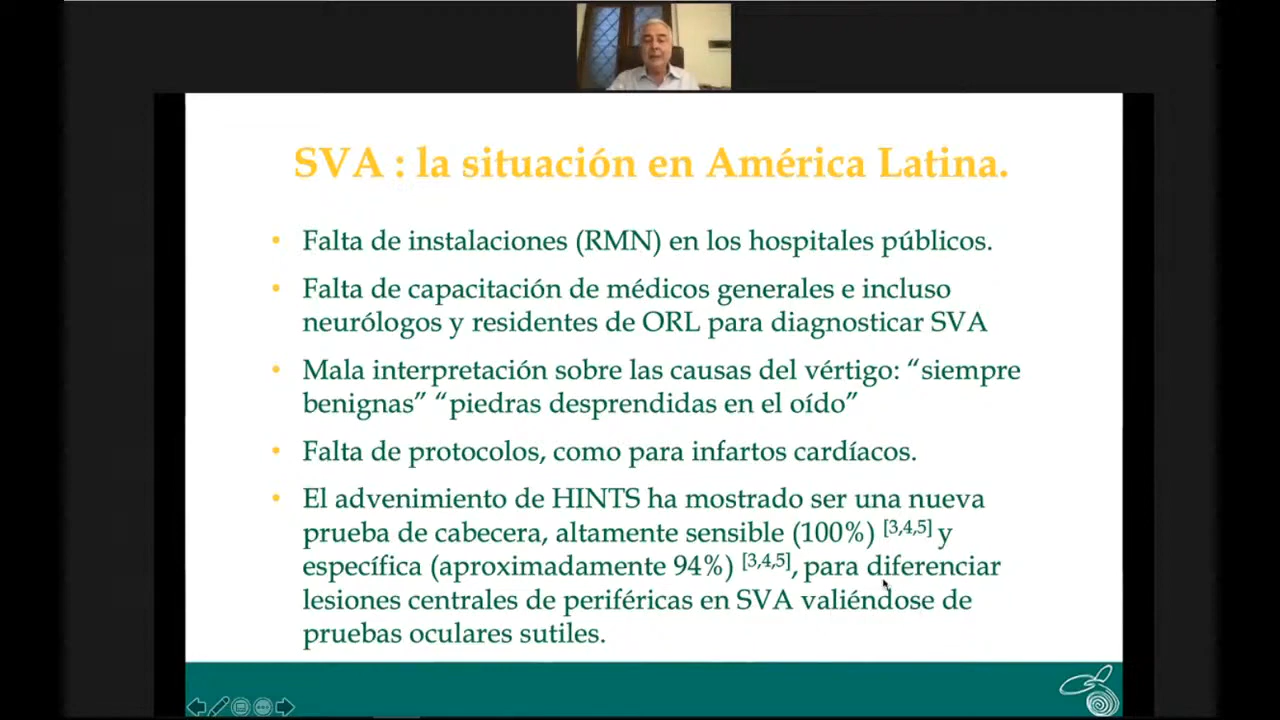 SVA : la situación en América Latina.
• Falta de instalaciones (RMN) en los hospitales públicos.
• Falta de capacitación de médicos generales e incluso
neurólogos y residentes de ORL para diagnosticar SVA
• Mala interpretación sobre las causas del vértigo: “siempre
benignas” “piedras desprendidas en el oído”
• Falta de protocolos, como para infartos cardíacos.
• El advenimiento de HINTS ha mostrado ser una nueva
prueba de cabecera, altamente sensible (100%) [3,4,5] y
específica (aproximadamente 94%) [3,4,5], para diferenciar
lesiones centrales de periféricas en SVA valiéndose de
pruebas oculares sutiles.